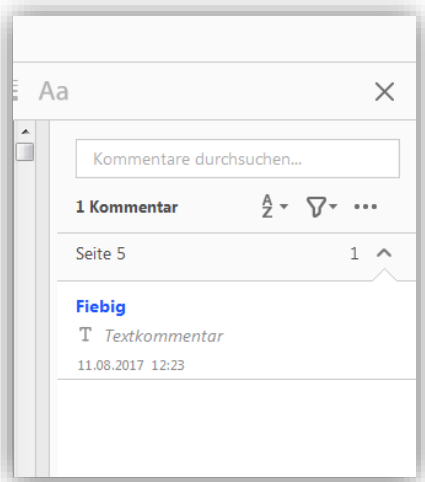 Aa
Kommentare durchsuchen...
1 Kommentar
Seite 5 1
Fiebig
T Textkommentar
11.08.2017 12:23